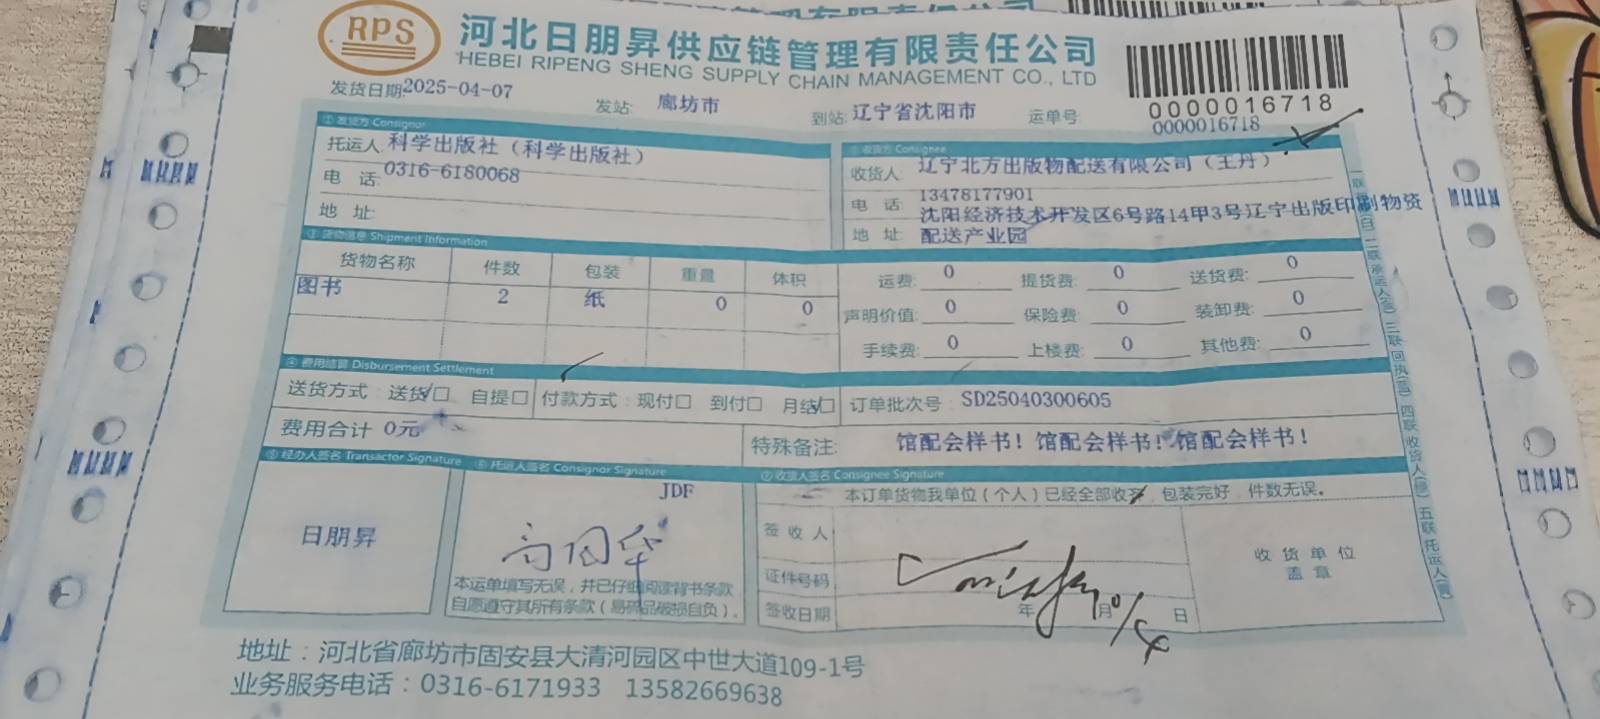 RPS
河北日朋昇供应链管理有限责任公司
HEBEI RIPENG SHENG SUPPLY CHAIN MANAGEMENT CO., LTD
0000016718
发货日期:2025-04-07 发站: 廊坊市 到站: 辽宁省沈阳市 运单号: 0000016718
① 发货方 Consignor
托运人 科学出版社（科学出版社）
电 话: 0316-6180068
地 址:
② 收货方 Consignee
收货人: 辽宁北方出版物配送有限公司（王丹）
电 话: 13478177901
地 址: 沈阳经济技术开发区6号路14甲3号辽宁出版印刷物资
配送产业园
③ 货物信息 Shipment Information
货物名称 件数 包装 重量 体积
图书 2 纸 0 0
运费: 0 提货费: 0 送货费: 0
声明价值: 0 保险费: 0 装卸费: 0
手续费: 0 上楼费: 0 其他费: 0
④ 费用结算 Disbursement Settlement
送货方式: 送货□ 自提□ 付款方式: 现付□ 到付□ 月结□ 订单批次号: SD25040300605
费用合计 0元 特殊备注: 馆配会样书！馆配会样书！馆配会样书！
⑤ 经办人签名 Transactor Signature
日朋昇
⑥ 托运人签名 Consignor Signature
JDF
本运单填写无误，并已仔细阅读背书条款
自愿遵守其所有条款（易碎品破损自负）。
⑦ 收货人签名 Consignee Signature
本订单货物我单位（个人）已经全部收齐，包装完好，件数无误。
签 收 人
证件号码
签收日期 年 月 日
收 货 单 位
盖 章
地址：河北省廊坊市固安县大清河园区中世大道109-1号
业务服务电话：0316-6171933 13582669638